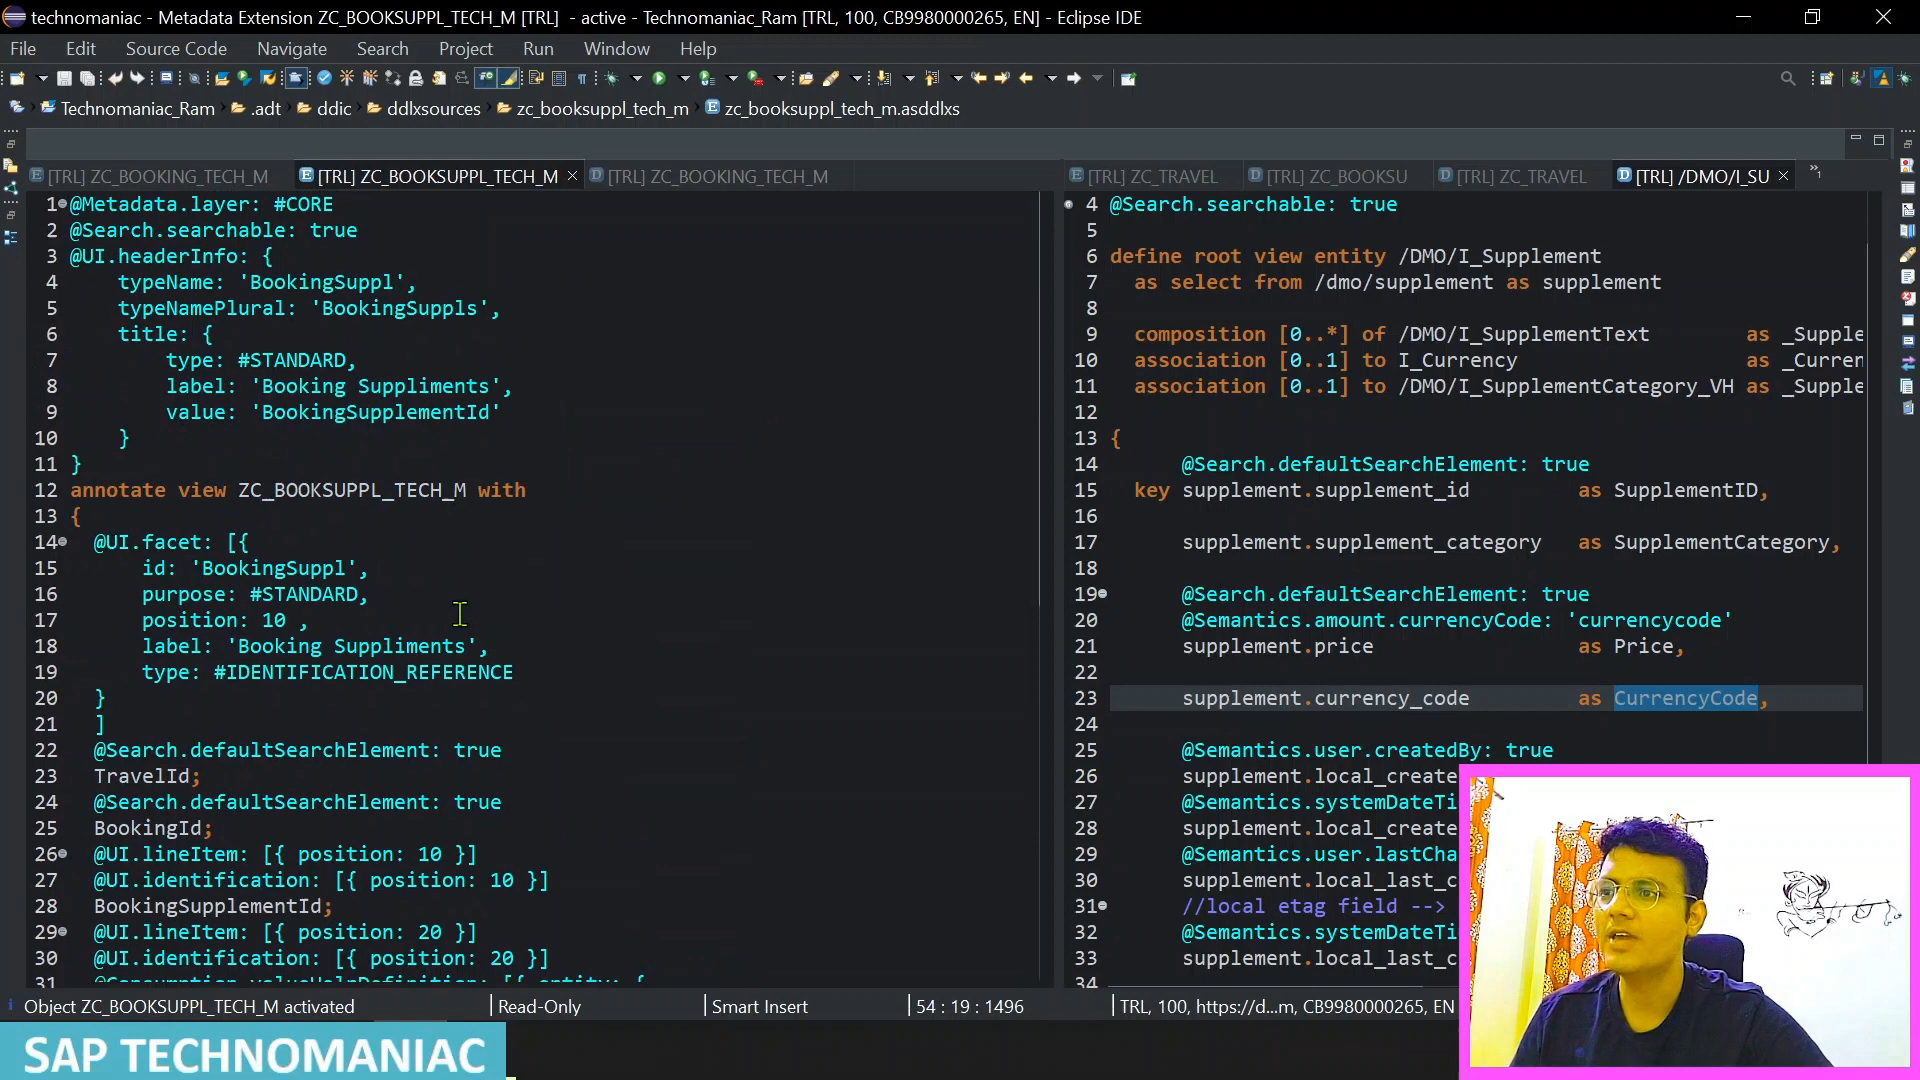 technomaniac - Metadata Extension ZC_BOOKSUPPL_TECH_M [TRL]  - active - Technomaniac_Ram [TRL, 100, CB9980000265, EN] - Eclipse IDE
File Edit Source Code Navigate Search Project Run Window Help
Technomaniac_Ram .adt ddic ddlxsources zc_booksuppl_tech_m zc_booksuppl_tech_m.asddlxs
[TRL] ZC_BOOKING_TECH_M [TRL] ZC_BOOKSUPPL_TECH_M [TRL] ZC_BOOKING_TECH_M
1 @Metadata.layer: #CORE
2 @Search.searchable: true
3 @UI.headerInfo: {
4 typeName: 'BookingSuppl',
5 typeNamePlural: 'BookingSuppls',
6 title: {
7 type: #STANDARD,
8 label: 'Booking Suppliments',
9 value: 'BookingSupplementId'
10 }
11 }
12 annotate view ZC_BOOKSUPPL_TECH_M with
13 {
14 @UI.facet: [{
15 id: 'BookingSuppl',
16 purpose: #STANDARD,
17 position: 10 ,
18 label: 'Booking Suppliments',
19 type: #IDENTIFICATION_REFERENCE
20 }
21 ]
22 @Search.defaultSearchElement: true
23 TravelId;
24 @Search.defaultSearchElement: true
25 BookingId;
26 @UI.lineItem: [{ position: 10 }]
27 @UI.identification: [{ position: 10 }]
28 BookingSupplementId;
29 @UI.lineItem: [{ position: 20 }]
30 @UI.identification: [{ position: 20 }]
31 @Consumption.valueHelpDefinition: [{ entity: {
[TRL] ZC_TRAVEL [TRL] ZC_BOOKSU [TRL] ZC_TRAVEL [TRL] /DMO/I_SU
4 @Search.searchable: true
5
6 define root view entity /DMO/I_Supplement
7 as select from /dmo/supplement as supplement
8
9 composition [0..*] of /DMO/I_SupplementText as _Supple
10 association [0..1] to I_Currency as _Curren
11 association [0..1] to /DMO/I_SupplementCategory_VH as _Supple
12
13 {
14 @Search.defaultSearchElement: true
15 key supplement.supplement_id as SupplementID,
16
17 supplement.supplement_category as SupplementCategory,
18
19 @Search.defaultSearchElement: true
20 @Semantics.amount.currencyCode: 'currencycode'
21 supplement.price as Price,
22
23 supplement.currency_code as CurrencyCode,
24
25 @Semantics.user.createdBy: true
26 supplement.local_create
27 @Semantics.systemDateTi
28 supplement.local_create
29 @Semantics.user.lastCha
30 supplement.local_last_c
31 //local etag field -->
32 @Semantics.systemDateTi
33 supplement.local_last_c
34
Object ZC_BOOKSUPPL_TECH_M activated Read-Only Smart Insert 54 : 19 : 1496 TRL, 100, https://d...m, CB9980000265, EN
SAP TECHNOMANIAC